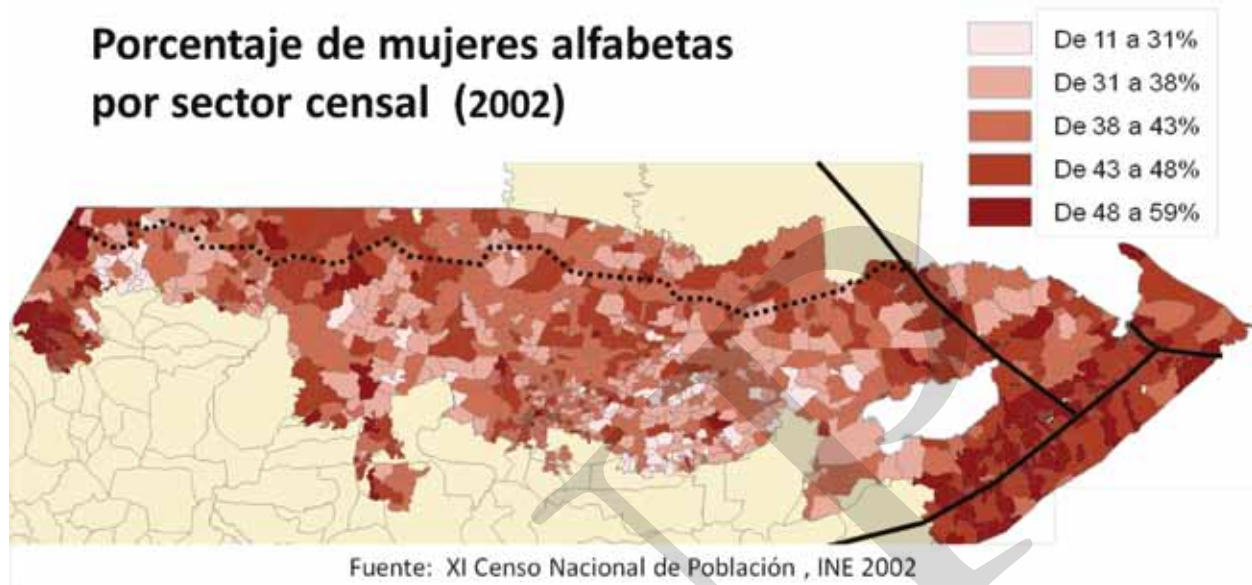 Porcentaje de mujeres alfabetas
por sector censal (2002)
De 11 a 31%
De 31 a 38%
De 38 a 43%
De 43 a 48%
De 48 a 59%
Fuente: XI Censo Nacional de Población , INE 2002